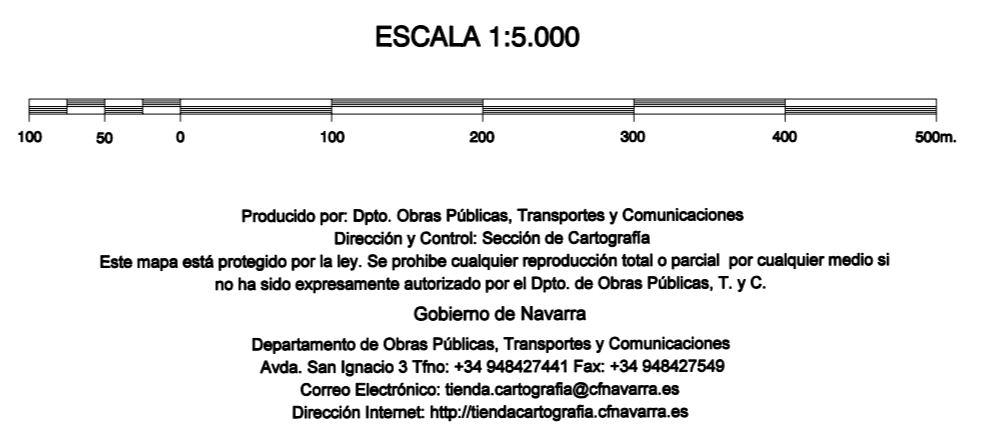 ESCALA 1:5.000
100 50 0 100 200 300 400 500m.
Producido por: Dpto. Obras Públicas, Transportes y Comunicaciones
Dirección y Control: Sección de Cartografía
Este mapa está protegido por la ley. Se prohibe cualquier reproducción total o parcial por cualquier medio si
no ha sido expresamente autorizado por el Dpto. de Obras Públicas, T. y C.
Gobierno de Navarra
Departamento de Obras Públicas, Transportes y Comunicaciones
Avda. San Ignacio 3 Tfno: +34 948427441 Fax: +34 948427549
Correo Electrónico: tienda.cartografia@cfnavarra.es
Dirección Internet: http://tiendacartografia.cfnavarra.es